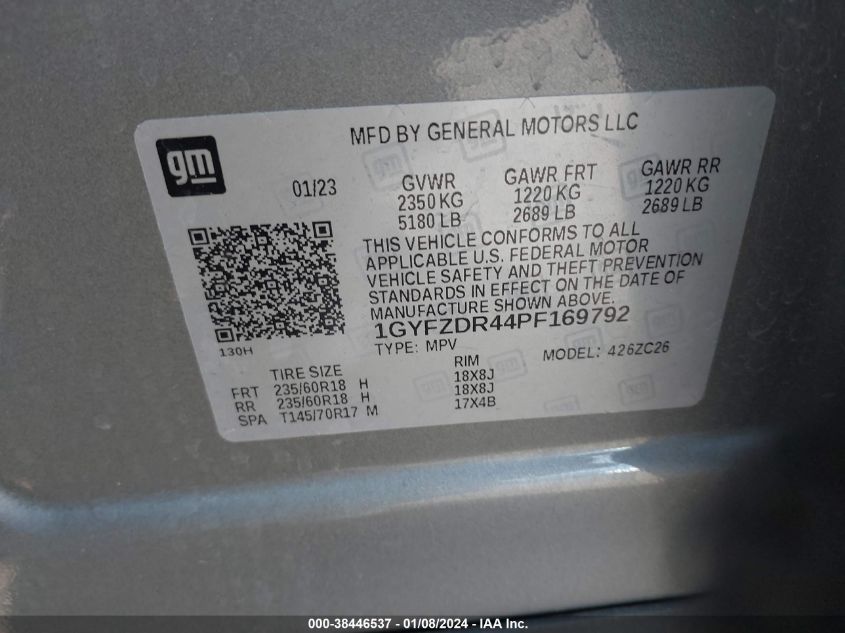 gm
MFD BY GENERAL MOTORS LLC
01/23
GVWR GAWR FRT GAWR RR
2350 KG 1220 KG 1220 KG
5180 LB 2689 LB 2689 LB
THIS VEHICLE CONFORMS TO ALL
APPLICABLE U.S. FEDERAL MOTOR
VEHICLE SAFETY AND THEFT PREVENTION
STANDARDS IN EFFECT ON THE DATE OF
MANUFACTURE SHOWN ABOVE.
1GYFZDR44PF169792
130H
TYPE: MPV MODEL: 426ZC26
TIRE SIZE RIM
FRT 235/60R18 H 18X8J
RR 235/60R18 H 18X8J
SPA T145/70R17 M 17X4B
000-38446537 - 01/08/2024 - IAA Inc.